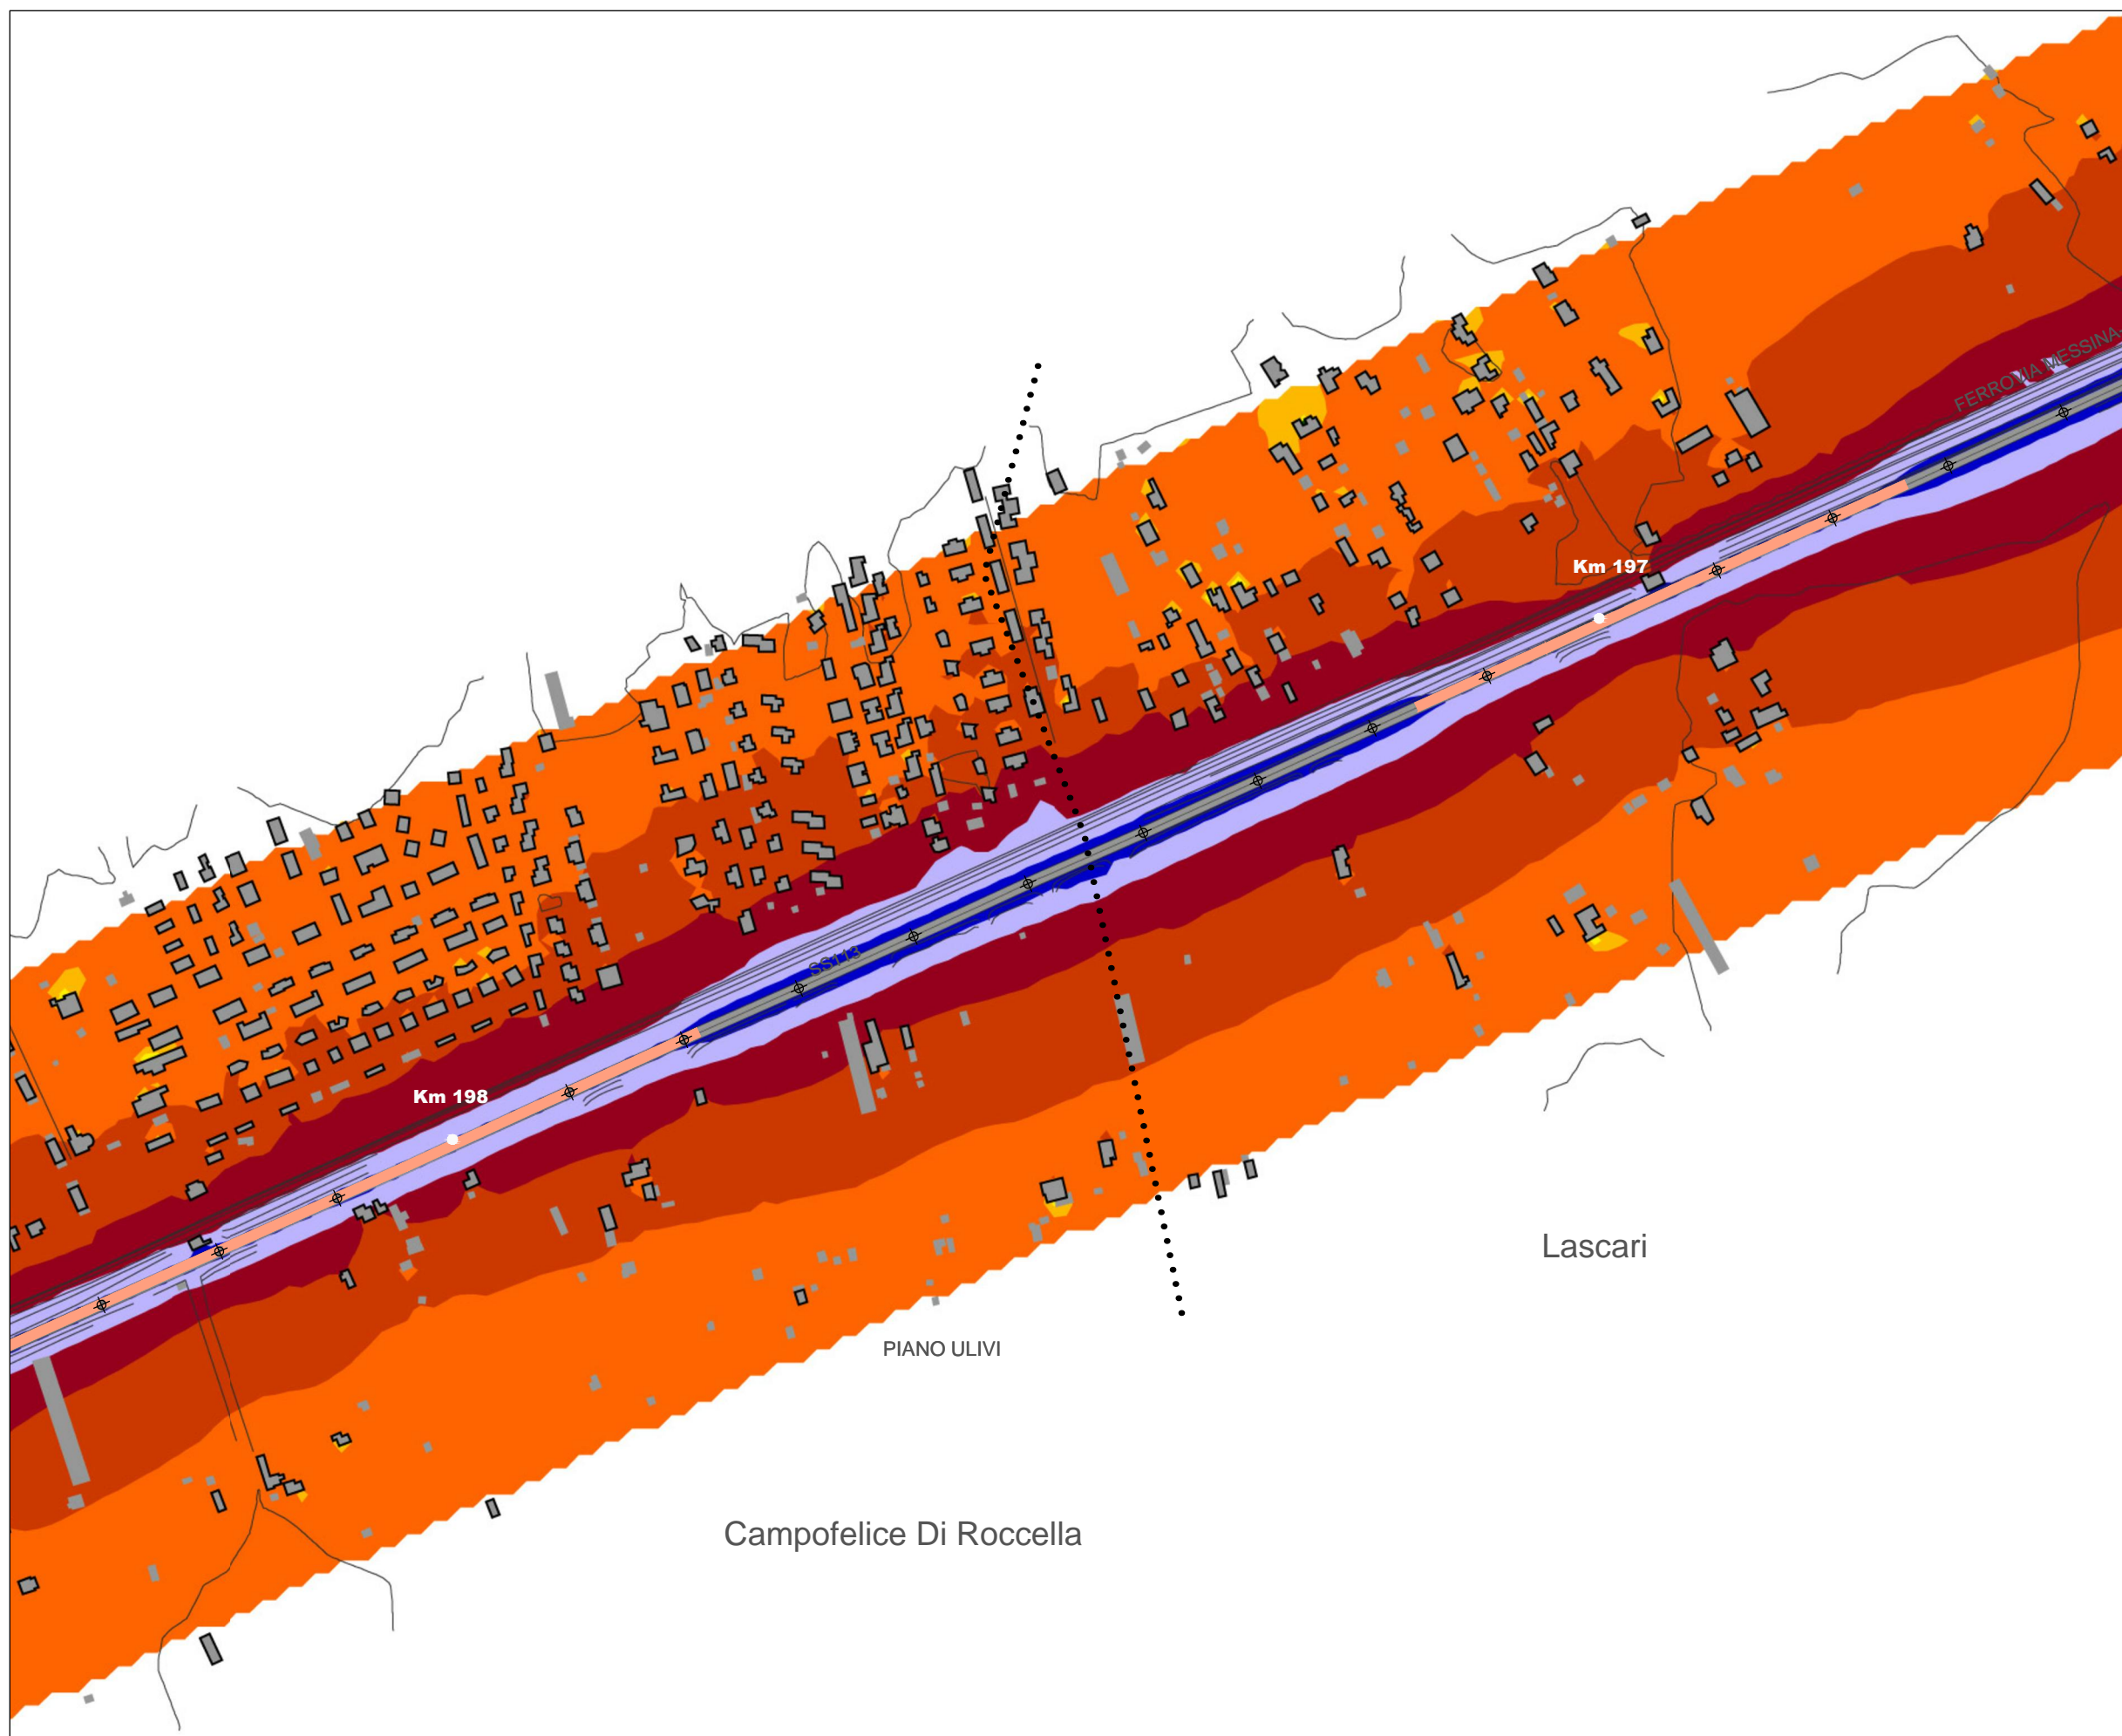 FERROVIA MESSINA-
Km 197
SS113
Km 198
Lascari
PIANO ULIVI
Campofelice Di Roccella